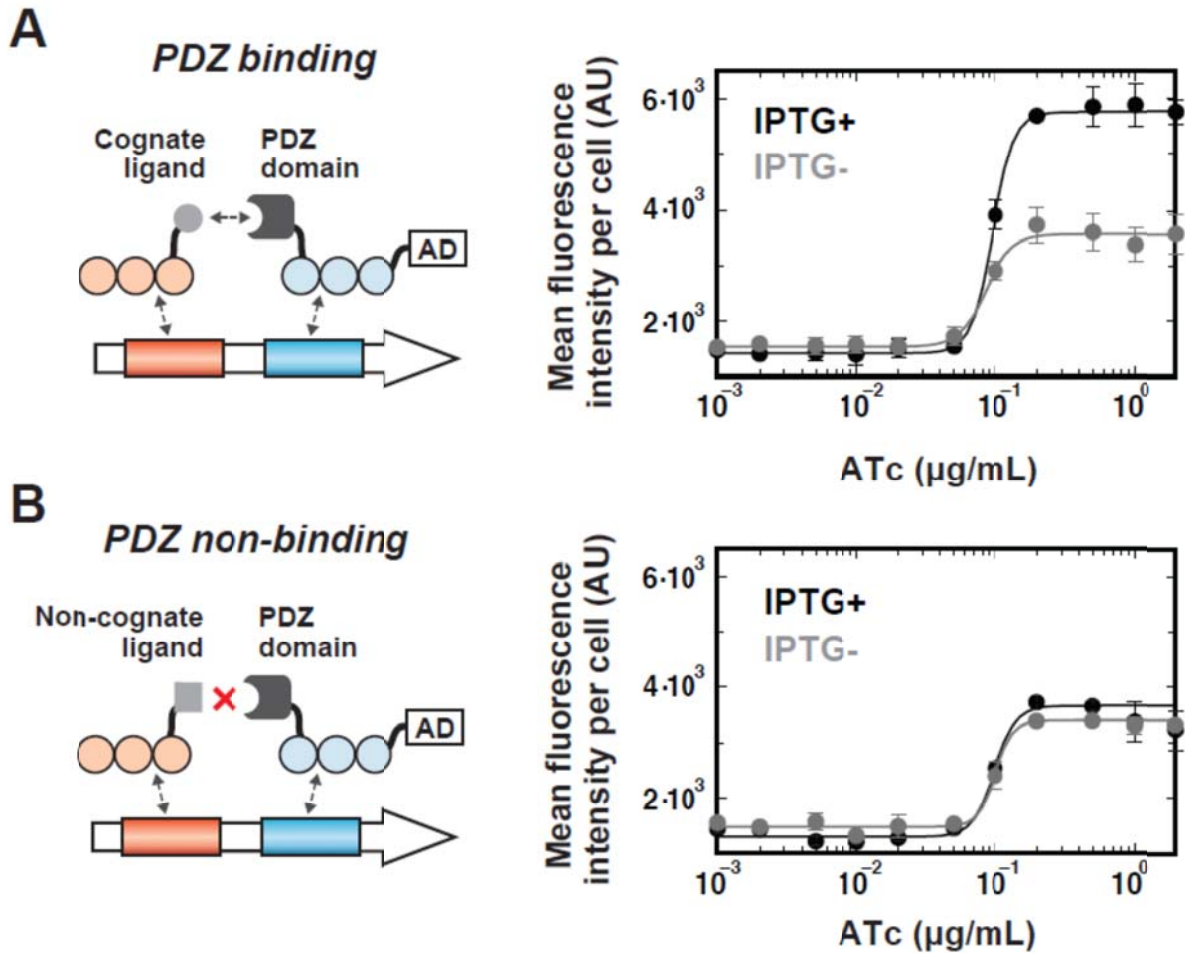 A
PDZ binding
Cognate
ligand
PDZ
domain
AD
Mean fluorescence
intensity per cell (AU)
6·10³
4·10³
2·10³
IPTG+
IPTG-
10⁻³
10⁻²
10⁻¹
10⁰
ATc (µg/mL)
B
PDZ non-binding
Non-cognate
ligand
PDZ
domain
AD
Mean fluorescence
intensity per cell (AU)
6·10³
4·10³
2·10³
IPTG+
IPTG-
10⁻³
10⁻²
10⁻¹
10⁰
ATc (µg/mL)